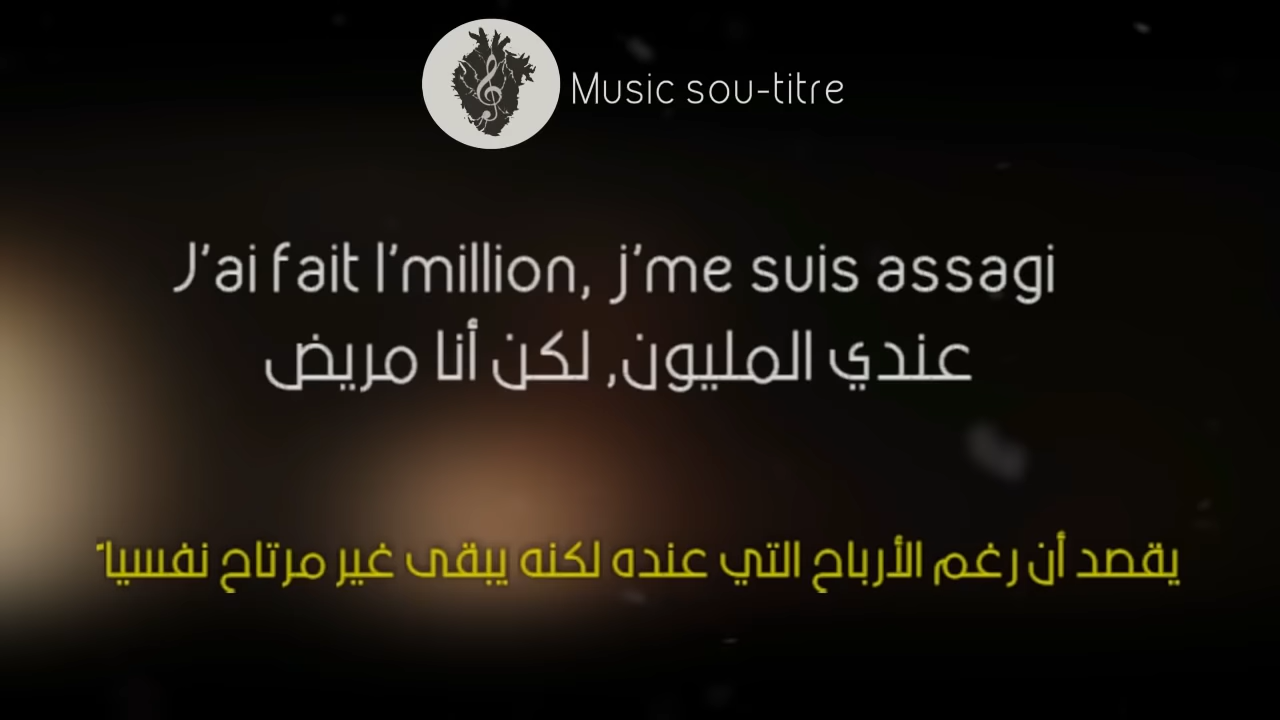 Music sou-titre
J'ai fait l'million, j'me suis assagi
عندي المليون, لكن أنا مريض
يقصد أن رغم الأرباح التي عنده لكنه يبقى غير مرتاح نفسياً